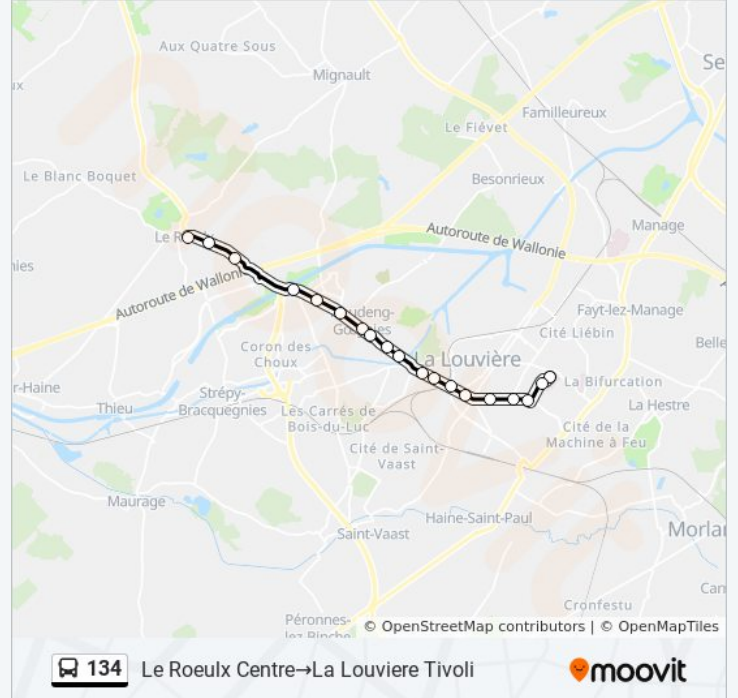 Aux Quatre Sous
Mignault
Se
Familleureux
Le Fiévet
Le Blanc Boquet
Besonrieux
Manage
Le R
Autoroute de Wallonie
Autoroute de Walloni
Fayt-lez-Manage
Cité Liébin
Coron des
Choux
La Louvière
Belle
La Bifurcation
r-Haine
Strépy-
Bracquegnies
Thieu
La Hestre
Les Carrés de
Bois-du-Luc
Cité de la
Machine à Feu
Cité de Saint-
Vaast
Maurage
Haine-Saint-Paul
Saint-Vaast
Morlan
Can
Cronfestu
Péronnes-
lez-Binche
© OpenStreetMap contributors | © OpenMapTiles
134 Le Roeulx Centre→La Louviere Tivoli
moovit